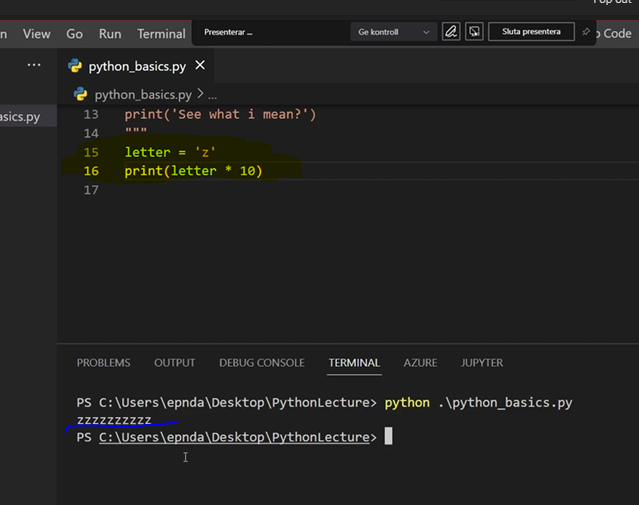 Pop out
View Go Run Terminal Presenterar ... Ge kontroll Sluta presentera Code
python_basics.py
asics.py
python_basics.py > ...
13 print('See what i mean?')
14 """
15 letter = 'z'
16 print(letter * 10)
17
PROBLEMS OUTPUT DEBUG CONSOLE TERMINAL AZURE JUPYTER
PS C:\Users\epnda\Desktop\PythonLecture> python .\python_basics.py
zzzzzzzzzz
PS C:\Users\epnda\Desktop\PythonLecture>